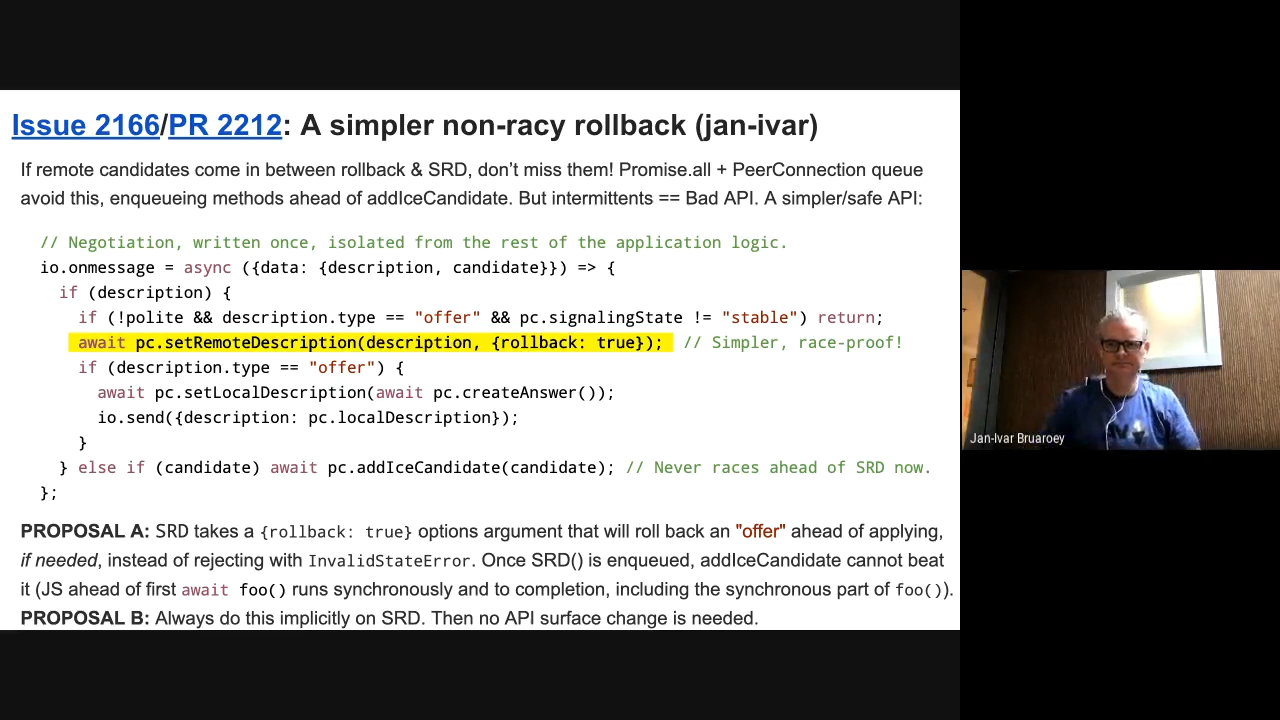 Issue 2166/PR 2212: A simpler non-racy rollback (jan-ivar)
If remote candidates come in between rollback & SRD, don’t miss them! Promise.all + PeerConnection queue
avoid this, enqueueing methods ahead of addIceCandidate. But intermittents == Bad API. A simpler/safe API:
// Negotiation, written once, isolated from the rest of the application logic.
io.onmessage = async ({data: {description, candidate}}) => {
if (description) {
if (!polite && description.type == "offer" && pc.signalingState != "stable") return;
await pc.setRemoteDescription(description, {rollback: true}); // Simpler, race-proof!
if (description.type == "offer") {
await pc.setLocalDescription(await pc.createAnswer());
io.send({description: pc.localDescription});
}
} else if (candidate) await pc.addIceCandidate(candidate); // Never races ahead of SRD now.
};
PROPOSAL A: SRD takes a {rollback: true} options argument that will roll back an "offer" ahead of applying,
if needed, instead of rejecting with InvalidStateError. Once SRD() is enqueued, addIceCandidate cannot beat
it (JS ahead of first await foo() runs synchronously and to completion, including the synchronous part of foo()).
PROPOSAL B: Always do this implicitly on SRD. Then no API surface change is needed.
Jan-Ivar Bruaroey